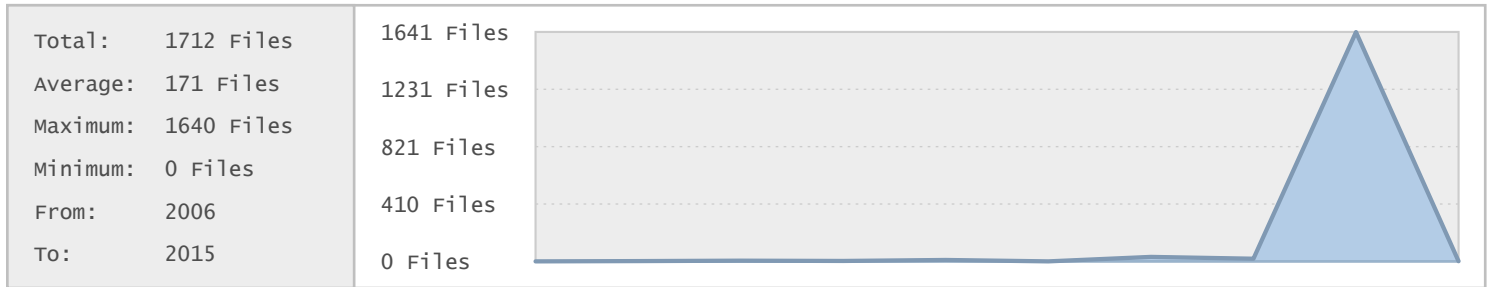 Total: 1712 Files
Average: 171 Files
Maximum: 1640 Files
Minimum: 0 Files
From: 2006
To: 2015
1641 Files
1231 Files
821 Files
410 Files
0 Files